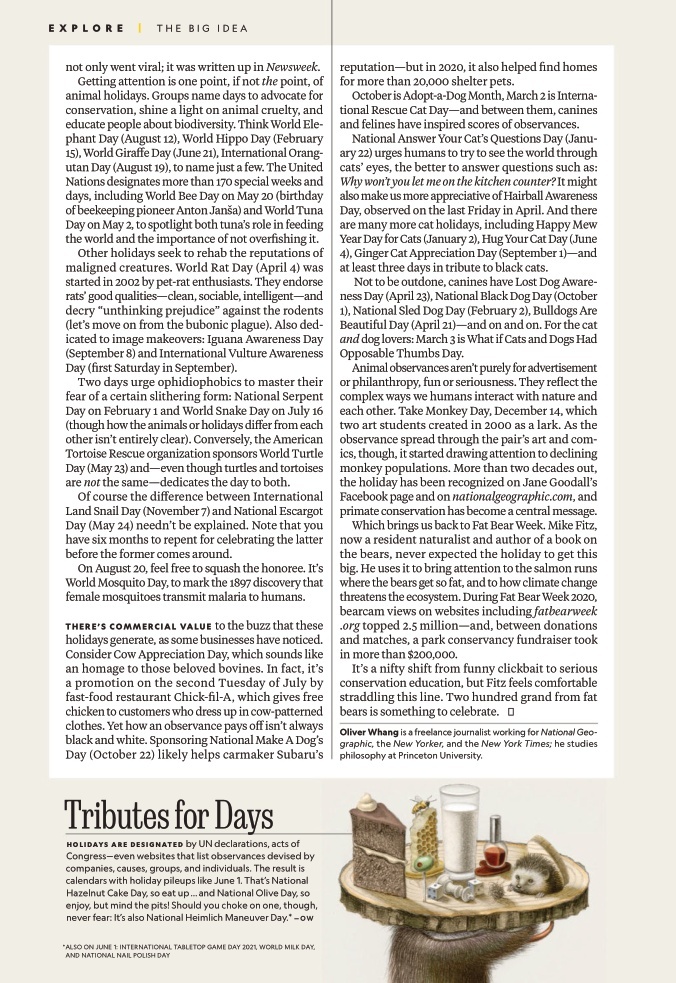 EXPLORE | THE BIG IDEA
not only went viral; it was written up in Newsweek.
Getting attention is one point, if not the point, of
animal holidays. Groups name days to advocate for
conservation, shine a light on animal cruelty, and
educate people about biodiversity. Think World Ele-
phant Day (August 12), World Hippo Day (February
15), World Giraffe Day (June 21), International Orang-
utan Day (August 19), to name just a few. The United
Nations designates more than 170 special weeks and
days, including World Bee Day on May 20 (birthday
of beekeeping pioneer Anton Janša) and World Tuna
Day on May 2, to spotlight both tuna's role in feeding
the world and the importance of not overfishing it.
Other holidays seek to rehab the reputations of
maligned creatures. World Rat Day (April 4) was
started in 2002 by pet-rat enthusiasts. They endorse
rats' good qualities—clean, sociable, intelligent—and
decry “unthinking prejudice” against the rodents
(let's move on from the bubonic plague). Also ded-
icated to image makeovers: Iguana Awareness Day
(September 8) and International Vulture Awareness
Day (first Saturday in September).
Two days urge ophidiophobics to master their
fear of a certain slithering form: National Serpent
Day on February 1 and World Snake Day on July 16
(though how the animals or holidays differ from each
other isn't entirely clear). Conversely, the American
Tortoise Rescue organization sponsors World Turtle
Day (May 23) and—even though turtles and tortoises
are not the same—dedicates the day to both.
Of course the difference between International
Land Snail Day (November 7) and National Escargot
Day (May 24) needn't be explained. Note that you
have six months to repent for celebrating the latter
before the former comes around.
On August 20, feel free to squash the honoree. It's
World Mosquito Day, to mark the 1897 discovery that
female mosquitoes transmit malaria to humans.
THERE'S COMMERCIAL VALUE to the buzz that these
holidays generate, as some businesses have noticed.
Consider Cow Appreciation Day, which sounds like
an homage to those beloved bovines. In fact, it's
a promotion on the second Tuesday of July by
fast-food restaurant Chick-fil-A, which gives free
chicken to customers who dress up in cow-patterned
clothes. Yet how an observance pays off isn't always
black and white. Sponsoring National Make A Dog's
Day (October 22) likely helps carmaker Subaru's
reputation—but in 2020, it also helped find homes
for more than 20,000 shelter pets.
October is Adopt-a-Dog Month, March 2 is Interna-
tional Rescue Cat Day—and between them, canines
and felines have inspired scores of observances.
National Answer Your Cat's Questions Day (Janu-
ary 22) urges humans to try to see the world through
cats' eyes, the better to answer questions such as:
Why won't you let me on the kitchen counter? It might
also make us more appreciative of Hairball Awareness
Day, observed on the last Friday in April. And there
are many more cat holidays, including Happy Mew
Year Day for Cats (January 2), Hug Your Cat Day (June
4), Ginger Cat Appreciation Day (September 1)—and
at least three days in tribute to black cats.
Not to be outdone, canines have Lost Dog Aware-
ness Day (April 23), National Black Dog Day (October
1), National Sled Dog Day (February 2), Bulldogs Are
Beautiful Day (April 21)—and on and on. For the cat
and dog lovers: March 3 is What if Cats and Dogs Had
Opposable Thumbs Day.
Animal observances aren't purely for advertisement
or philanthropy, fun or seriousness. They reflect the
complex ways we humans interact with nature and
each other. Take Monkey Day, December 14, which
two art students created in 2000 as a lark. As the
observance spread through the pair's art and com-
ics, though, it started drawing attention to declining
monkey populations. More than two decades out,
the holiday has been recognized on Jane Goodall's
Facebook page and on nationalgeographic.com, and
primate conservation has become a central message.
Which brings us back to Fat Bear Week. Mike Fitz,
now a resident naturalist and author of a book on
the bears, never expected the holiday to get this
big. He uses it to bring attention to the salmon runs
where the bears get so fat, and to how climate change
threatens the ecosystem. During Fat Bear Week 2020,
bearcam views on websites including fatbearweek
.org topped 2.5 million—and, between donations
and matches, a park conservancy fundraiser took
in more than $200,000.
It's a nifty shift from funny clickbait to serious
conservation education, but Fitz feels comfortable
straddling this line. Two hundred grand from fat
bears is something to celebrate.
Oliver Whang is a freelance journalist working for National Geo-
graphic, the New Yorker, and the New York Times; he studies
philosophy at Princeton University.
Tributes for Days
HOLIDAYS ARE DESIGNATED by UN declarations, acts of
Congress—even websites that list observances devised by
companies, causes, groups, and individuals. The result is
calendars with holiday pileups like June 1. That's National
Hazelnut Cake Day, so eat up ... and National Olive Day, so
enjoy, but mind the pits! Should you choke on one, though,
never fear: It's also National Heimlich Maneuver Day.* —OW
*ALSO ON JUNE 1: INTERNATIONAL TABLETOP GAME DAY 2021, WORLD MILK DAY,
AND NATIONAL NAIL POLISH DAY